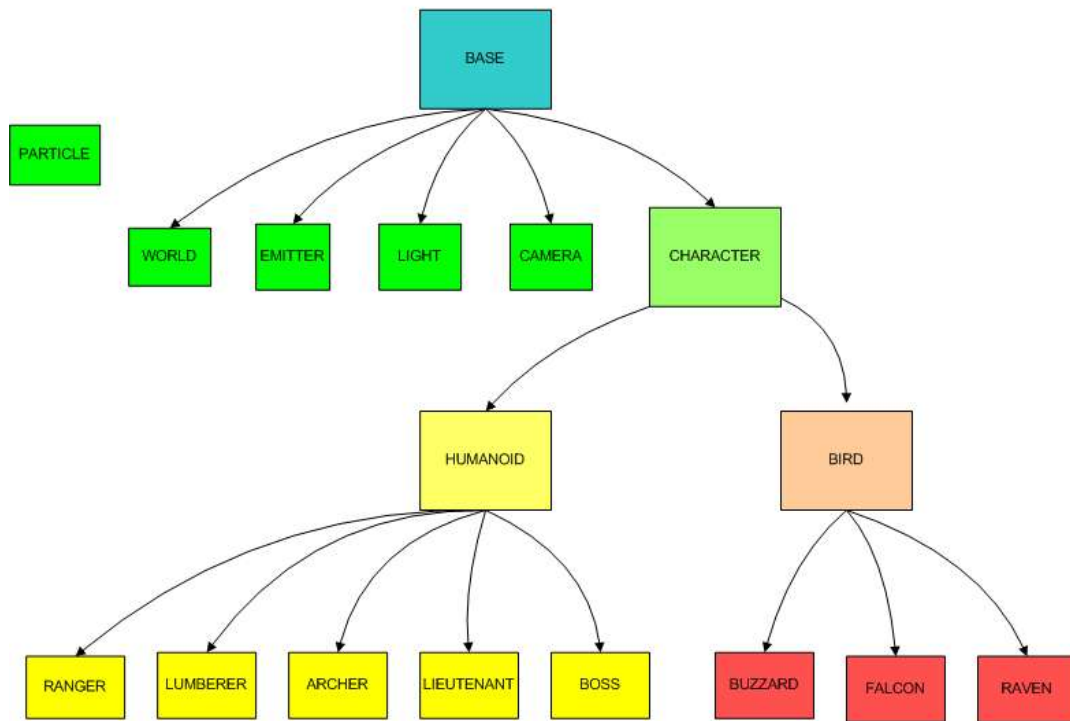 BASE
PARTICLE
WORLD
EMITTER
LIGHT
CAMERA
CHARACTER
HUMANOID
BIRD
RANGER
LUMBERER
ARCHER
LIEUTENANT
BOSS
BUZZARD
FALCON
RAVEN